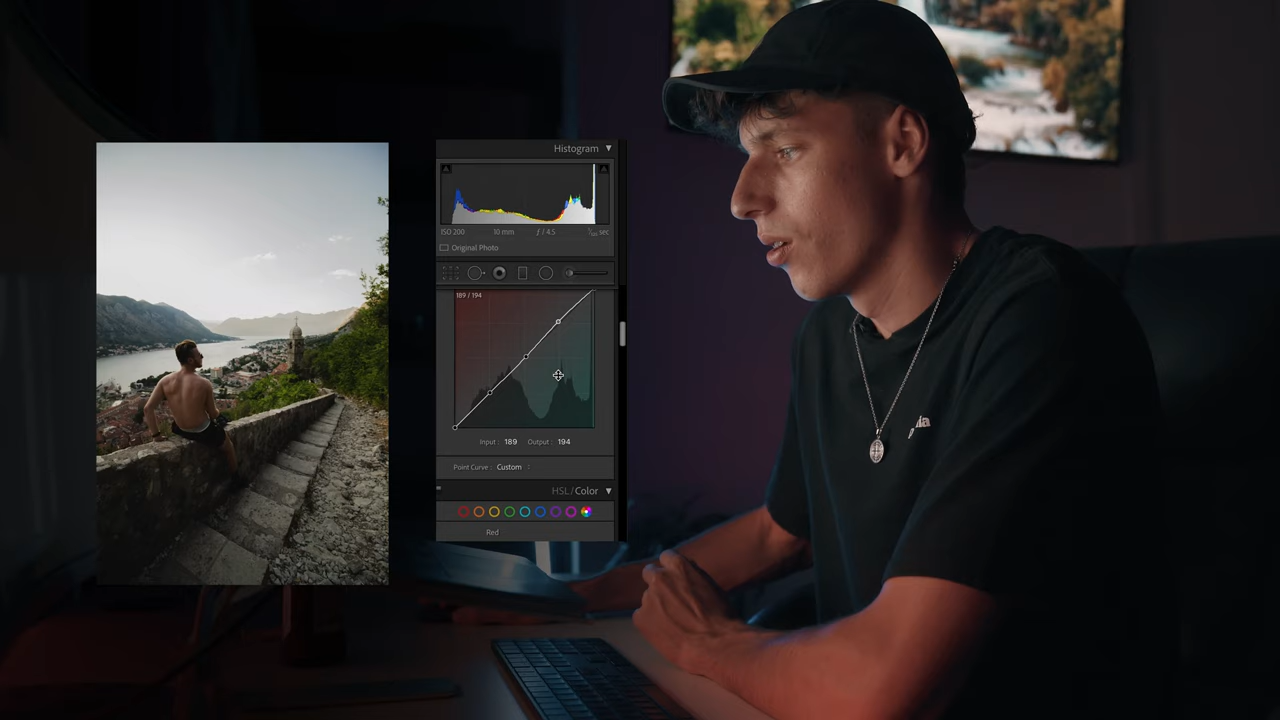 Histogram
ISO 200 10 mm ƒ / 4.5 sec
Original Photo
189 / 194
Input : 189 Output : 194
Point Curve : Custom
HSL / Color
Red